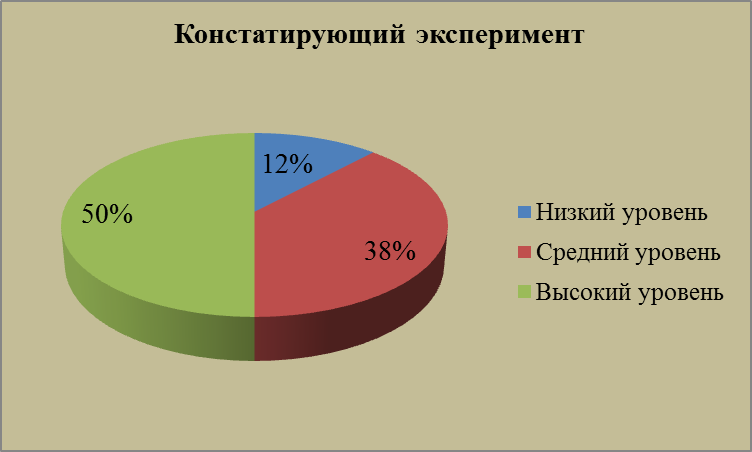 Констатирующий эксперимент
12%
50%
38%
Низкий уровень
Средний уровень
Высокий уровень